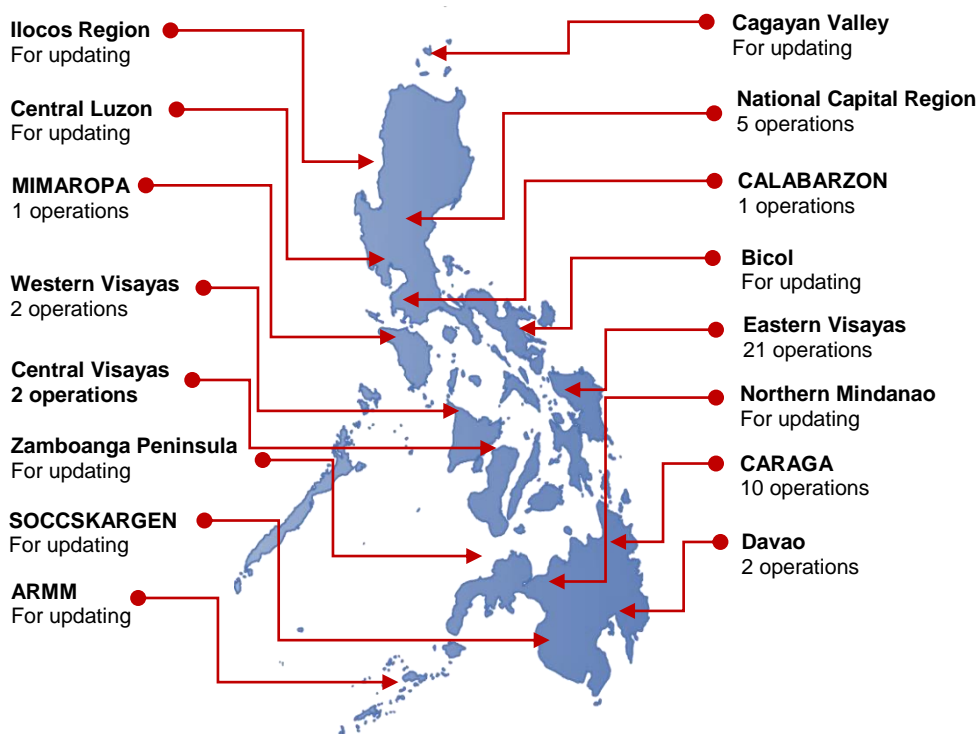 Ilocos Region
For updating
Central Luzon
For updating
MIMAROPA
1 operations
Western Visayas
2 operations
Central Visayas
2 operations
Zamboanga Peninsula
For updating
SOCCSKARGEN
For updating
ARMM
For updating
Cagayan Valley
For updating
National Capital Region
5 operations
CALABARZON
1 operations
Bicol
For updating
Eastern Visayas
21 operations
Northern Mindanao
For updating
CARAGA
10 operations
Davao
2 operations